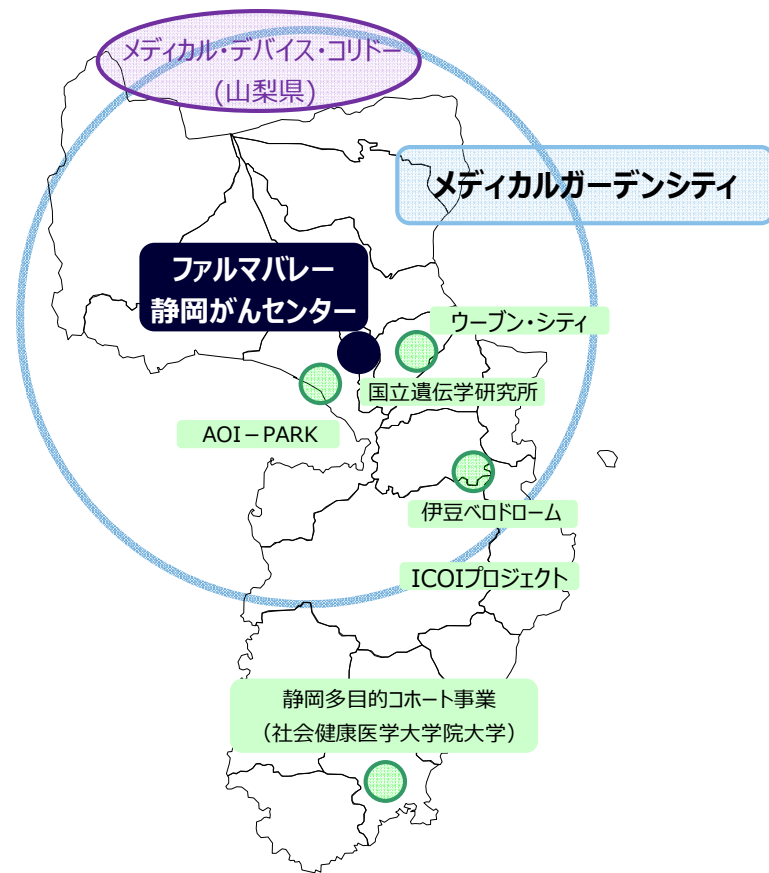 メディカル・デバイス・コリドー
(山梨県)
メディカルガーデンシティ
ファルマバレー
静岡がんセンター
ウーブン・シティ
国立遺伝学研究所
AOI－PARK
伊豆ベロドローム
ICOIプロジェクト
静岡多目的コホート事業
（社会健康医学大学院大学）